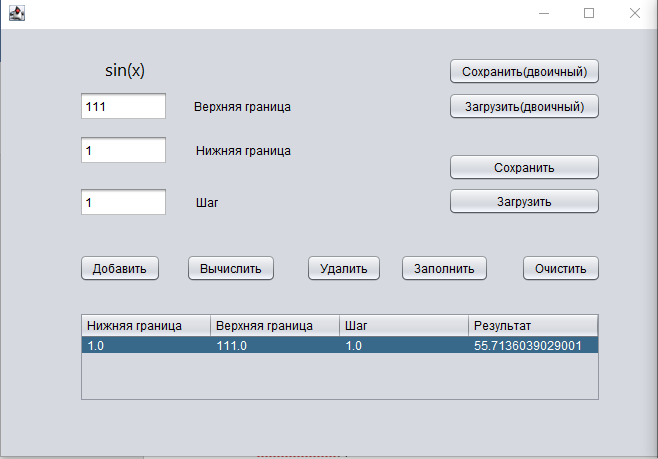 sin(x)
Сохранить(двоичный)
111 Верхняя граница Загрузить(двоичный)
1 Нижняя граница
Сохранить
1 Шаг Загрузить
Добавить Вычислить Удалить Заполнить Очистить
Нижняя граница Верхняя граница Шаг Результат
1.0 111.0 1.0 55.7136039029001